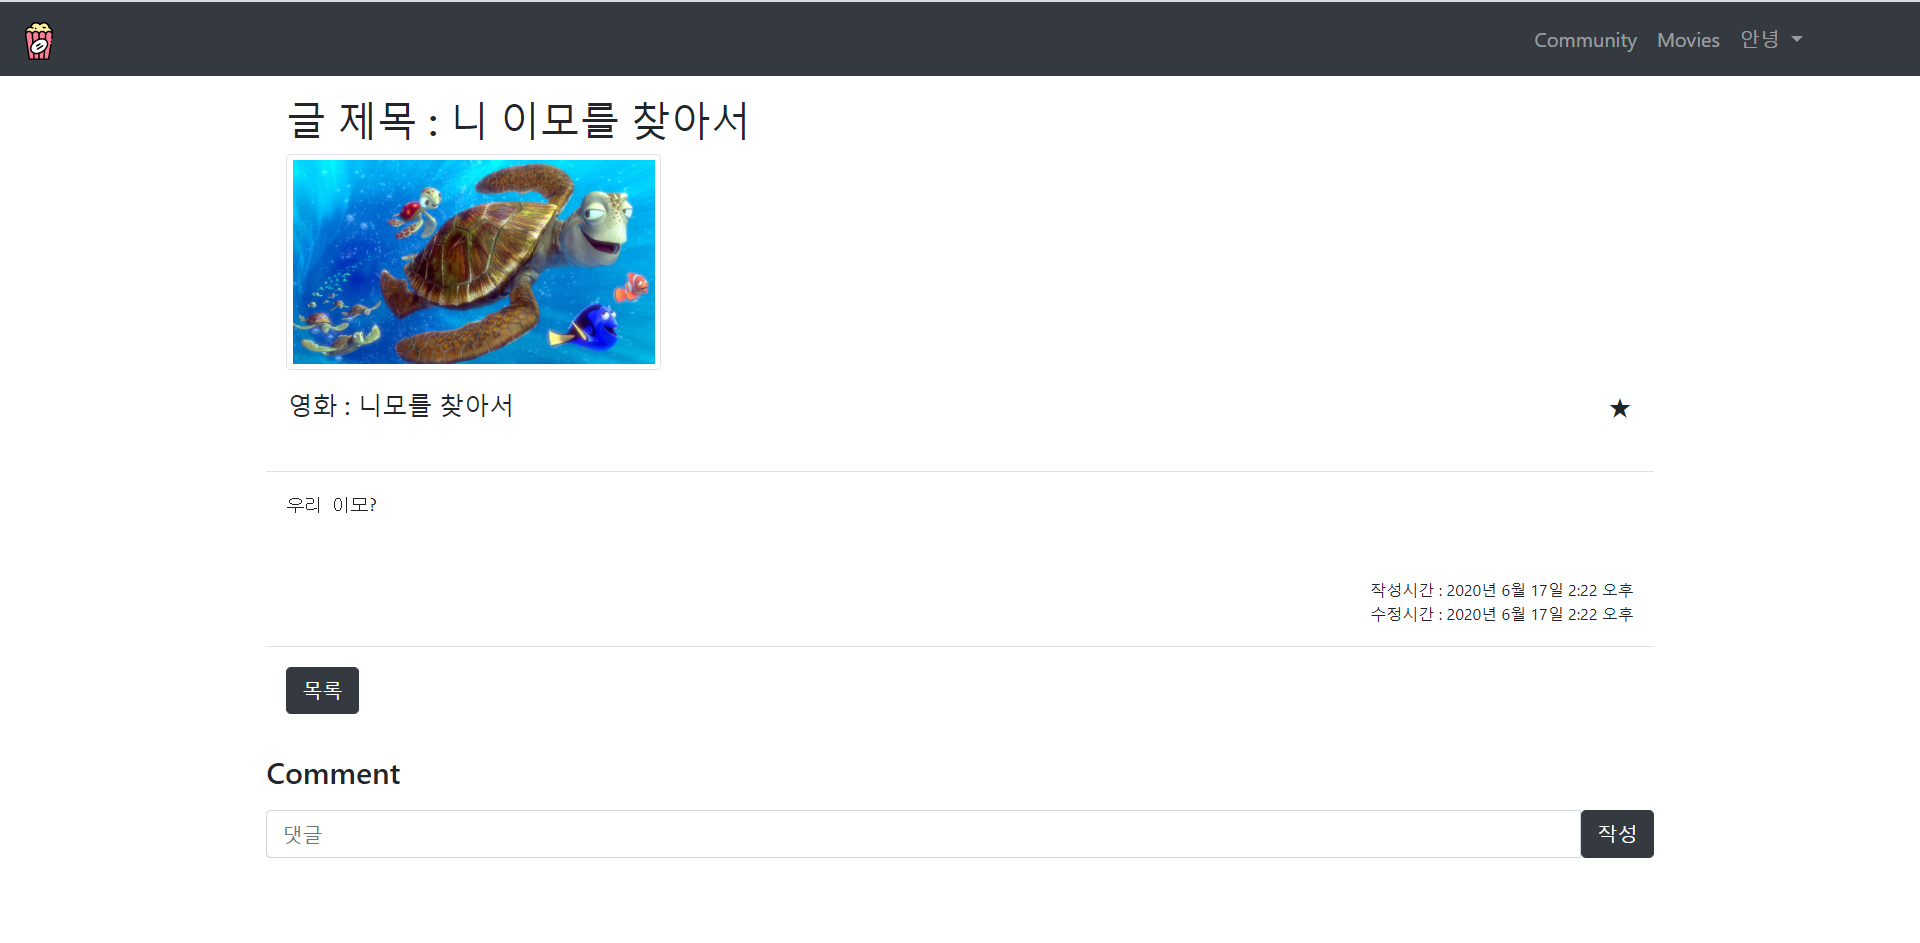 Community Movies 안녕
글 제목 : 니 이모를 찾아서
영화 : 니모를 찾아서 ★
우리 이모?
작성시간 : 2020년 6월 17일 2:22 오후
수정시간 : 2020년 6월 17일 2:22 오후
목록
Comment
댓글 작성